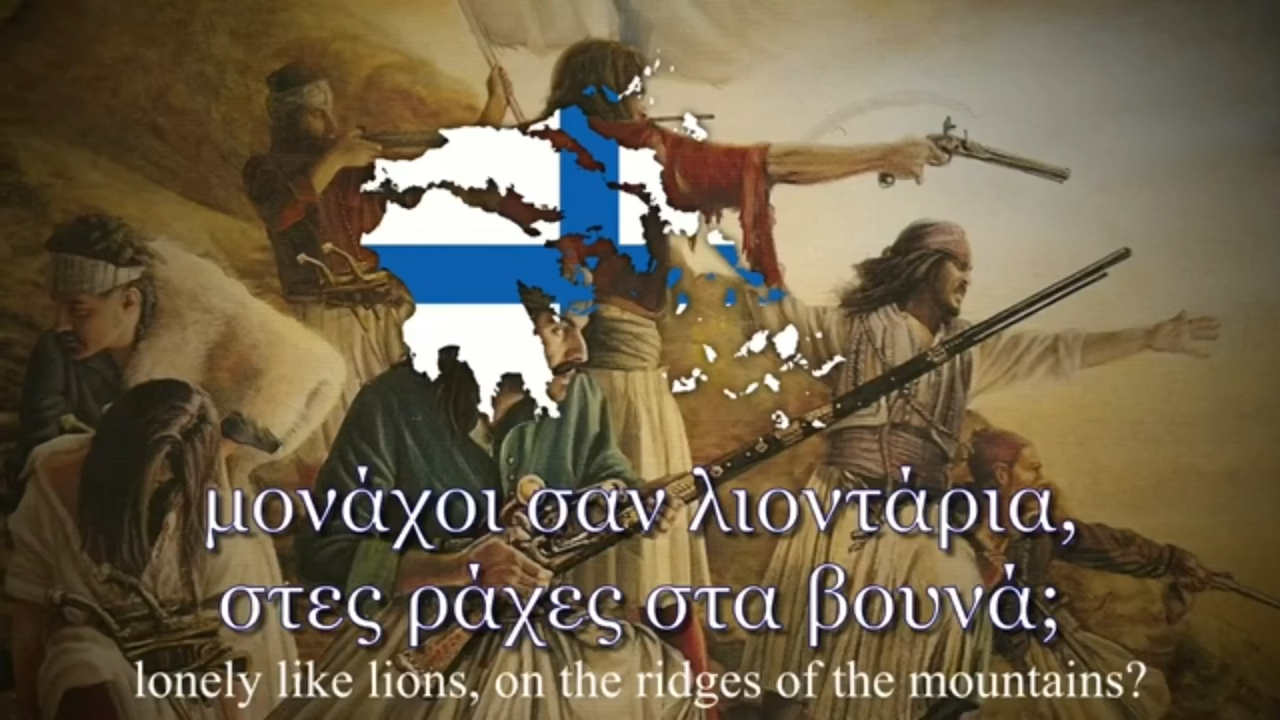 μονάχοι σαν λιοντάρια,
στες ράχες στα βουνά;
lonely like lions, on the ridges of the mountains?